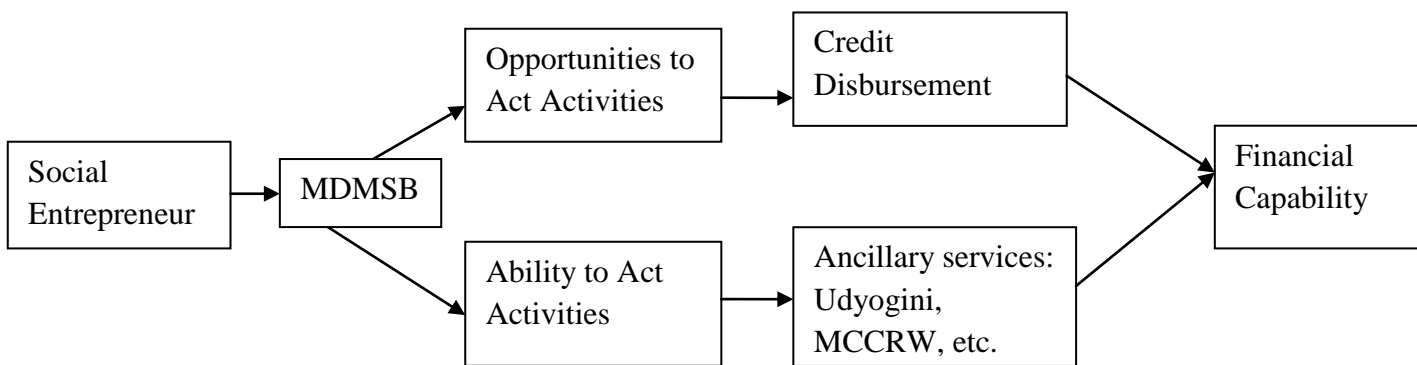 Social
Entrepreneur
MDMSB
Opportunities to
Act Activities
Credit
Disbursement
Ability to Act
Activities
Ancillary services:
Udyogini,
MCCRW, etc.
Financial
Capability